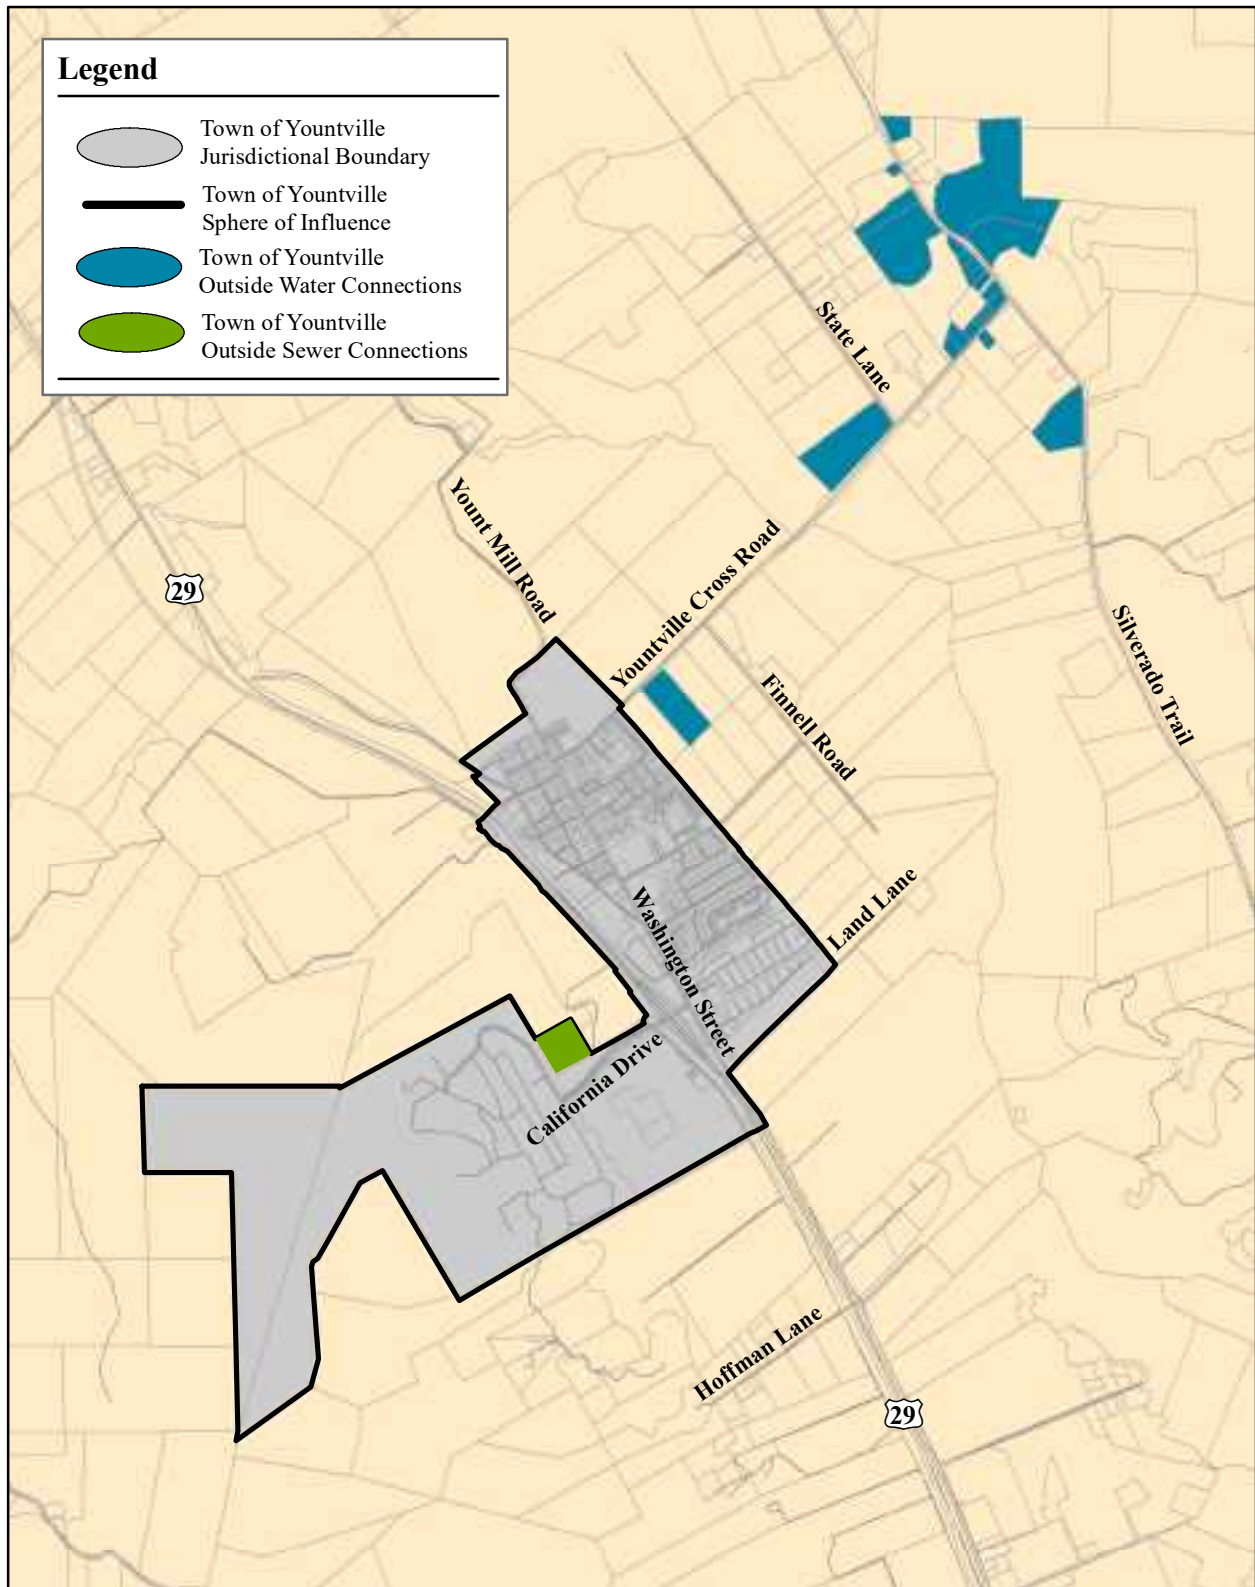 Legend
Town of Yountville
Jurisdictional Boundary
Town of Yountville
Sphere of Influence
Town of Yountville
Outside Water Connections
Town of Yountville
Outside Sewer Connections
State Lane
Yount Mill Road
Yountville Cross Road
29
Silverado Trail
Finnell Road
Land Lane
Washington Street
California Drive
Hoffman Lane
29